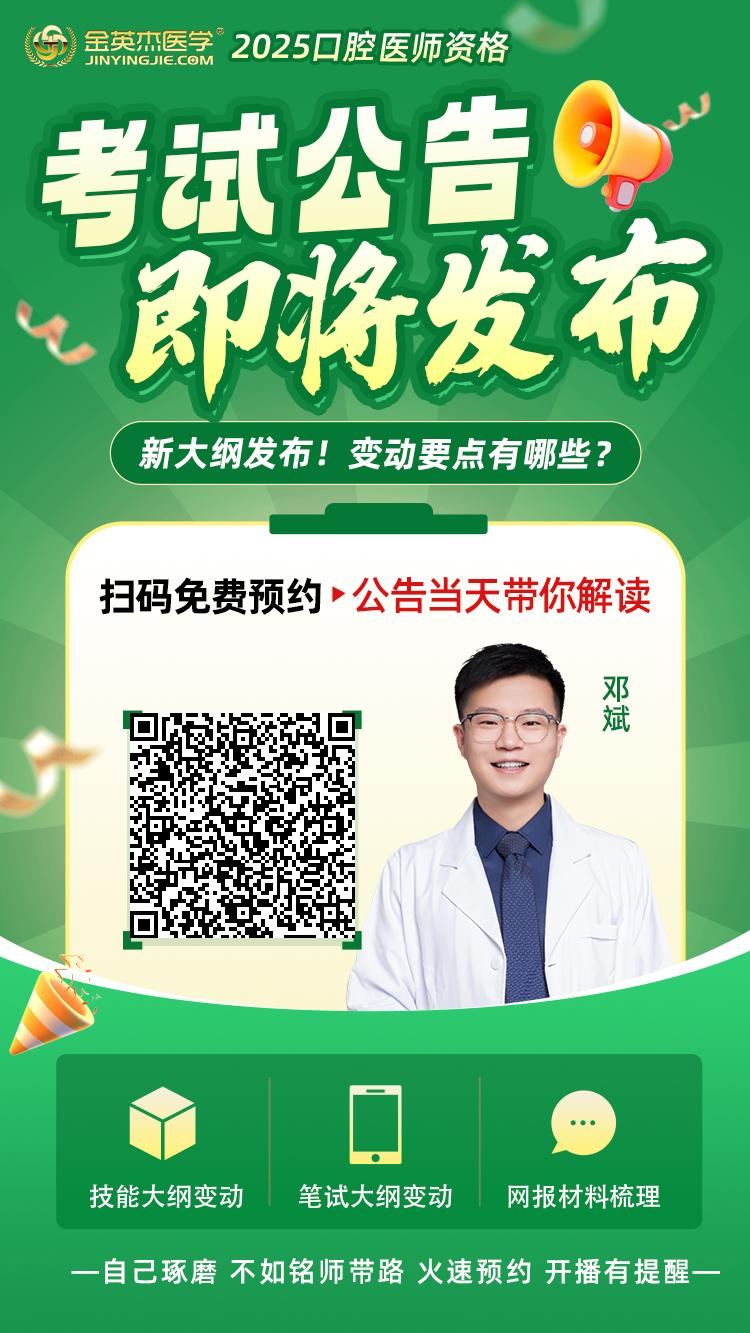 金英杰医学®
JINYINGJIE.COM
2025口腔医师资格
考试公告
即将发布
新大纲发布！变动要点有哪些？
扫码免费预约▸公告当天带你解读
邓斌
技能大纲变动
笔试大纲变动
网报材料梳理
—自己琢磨 不如铭师带路 火速预约 开播有提醒—